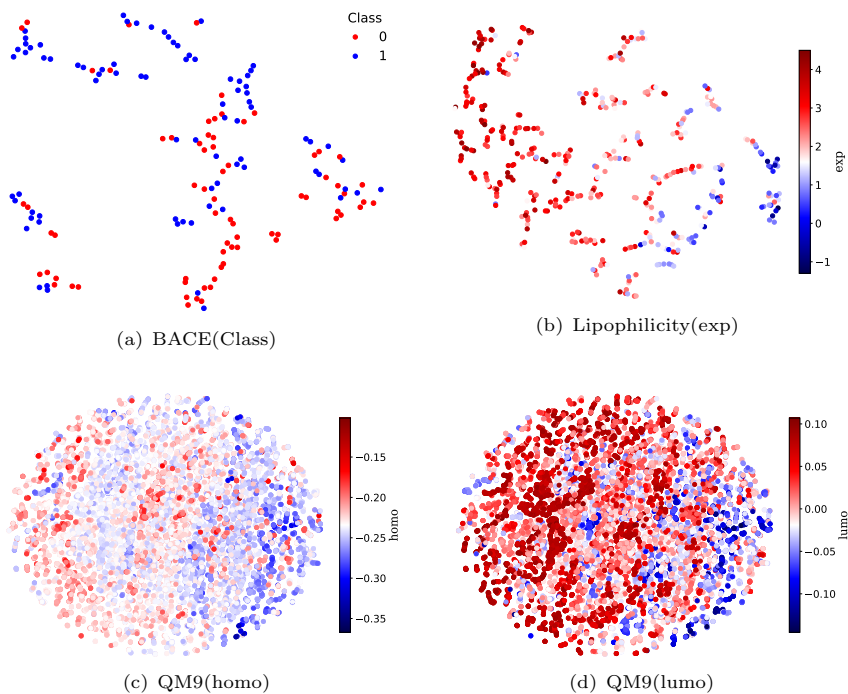 Class
0
1
(a) BACE(Class)
4
3
2
1
0
−1
exp
(b) Lipophilicity(exp)
−0.15
−0.20
−0.25
−0.30
−0.35
homo
(c) QM9(homo)
0.10
0.05
0.00
−0.05
−0.10
lumo
(d) QM9(lumo)